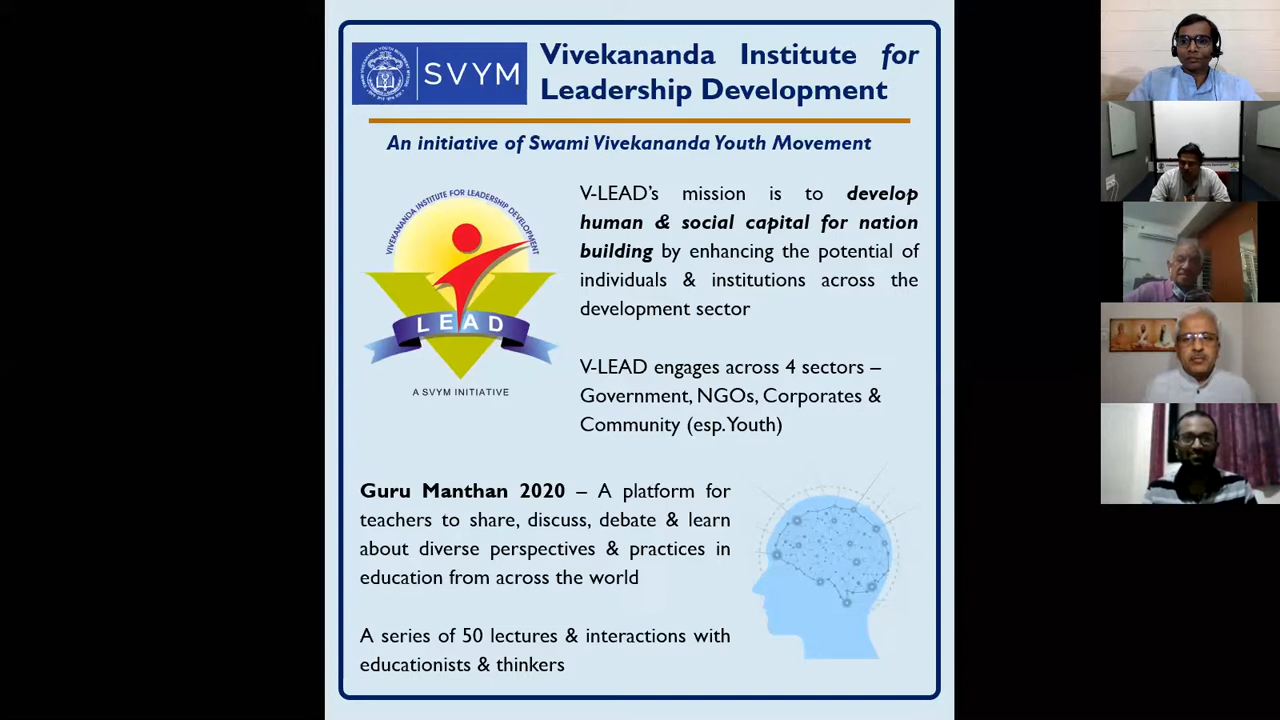 SVYM
Vivekananda Institute for
Leadership Development
An initiative of Swami Vivekananda Youth Movement
VIVEKANANDA INSTITUTE FOR LEADERSHIP DEVELOPMENT
LEAD
A SVYM INITIATIVE
V-LEAD’s mission is to develop
human & social capital for nation
building by enhancing the potential of
individuals & institutions across the
development sector
V-LEAD engages across 4 sectors –
Government, NGOs, Corporates &
Community (esp. Youth)
Guru Manthan 2020 – A platform for
teachers to share, discuss, debate & learn
about diverse perspectives & practices in
education from across the world
A series of 50 lectures & interactions with
educationists & thinkers